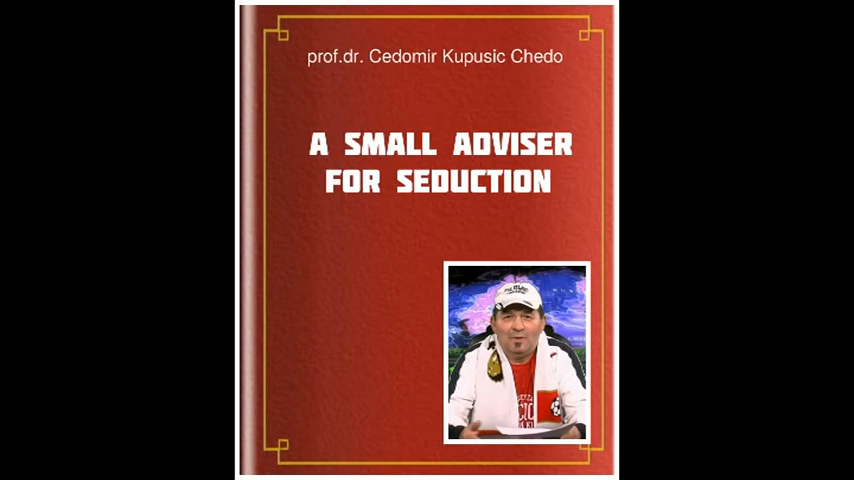 prof.dr. Cedomir Kupusic Chedo
A SMALL ADVISER
FOR SEDUCTION